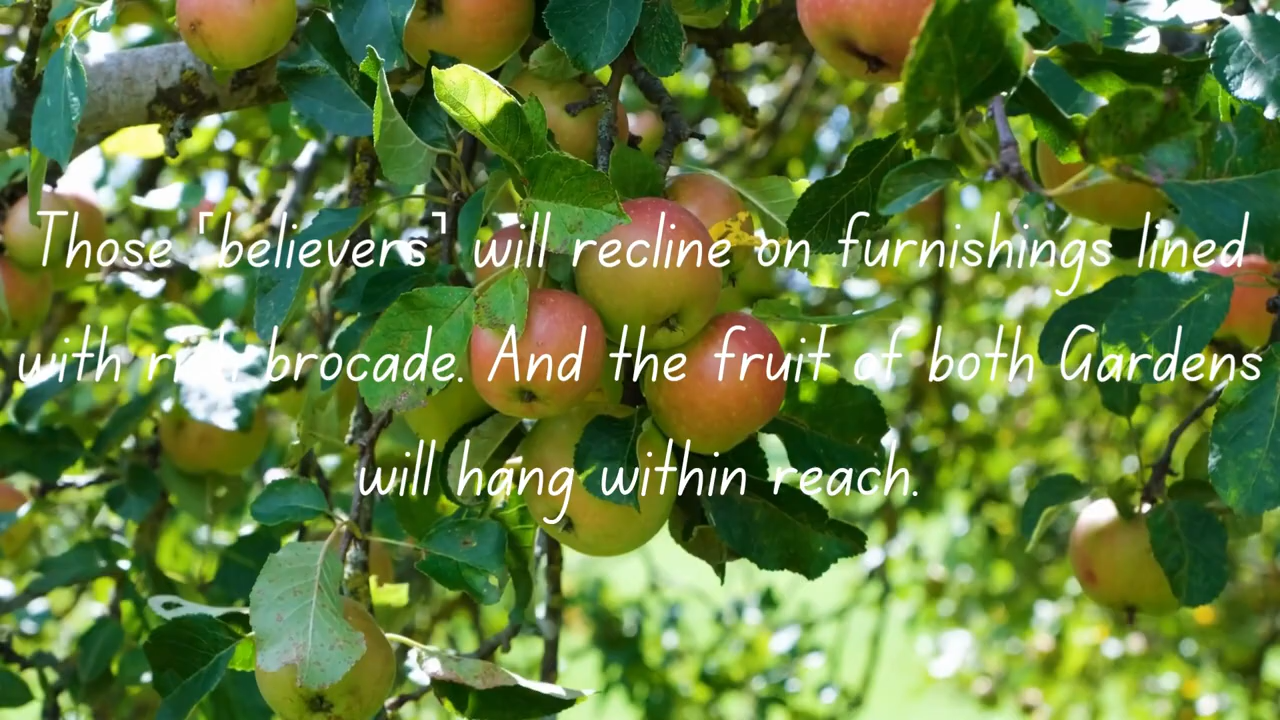 Those ⸢believers⸣ will recline on furnishings lined
with rich brocade. And the fruit of both Gardens
will hang within reach.